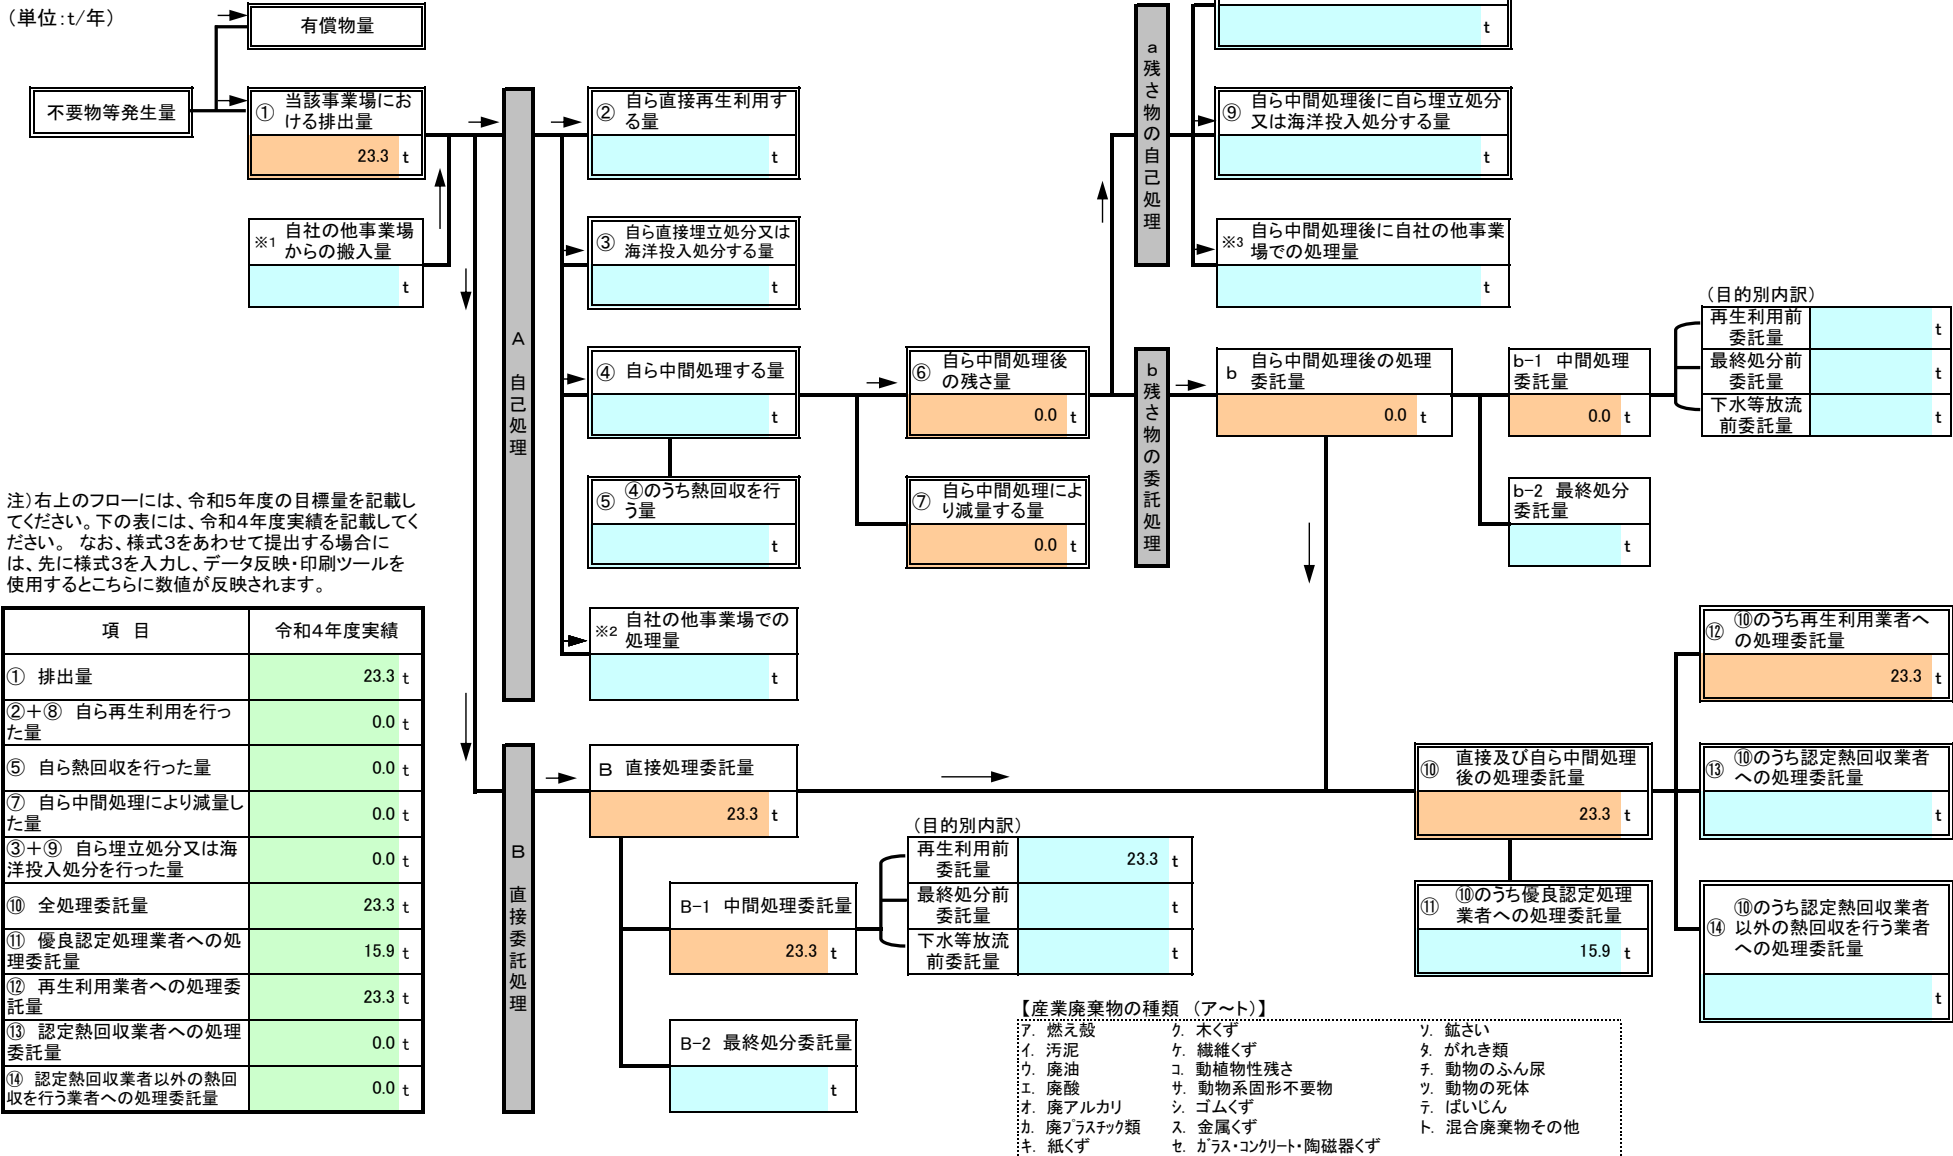 (単位:t/年)
有償物量
不要物等発生量
① 当該事業場にお
ける排出量
23.3 t
※1 自社の他事業場
からの搬入量
t
A 自己処理
② 自ら直接再生利用す
る量
t
③ 自ら直接埋立処分又は
海洋投入処分する量
t
④ 自ら中間処理する量
t
⑤ ④のうち熱回収を行
う量
t
※2 自社の他事業場での
処理量
t
⑥ 自ら中間処理後
の残さ量
0.0 t
⑦ 自ら中間処理によ
り減量する量
0.0 t
a 残さ物の自己処理
t
⑨ 自ら中間処理後に自ら埋立処分
又は海洋投入処分する量
t
※3 自ら中間処理後に自社の他事業
場での処理量
t
b 残さ物の委託処理
b 自ら中間処理後の処理
委託量
0.0 t
b-1 中間処理
委託量
0.0 t
(目的別内訳)
再生利用前
委託量
t
最終処分前
委託量
t
下水等放流
前委託量
t
b-2 最終処分
委託量
t
注)右上のフローには、令和5年度の目標量を記載し
てください。下の表には、令和4年度実績を記載してく
ださい。 なお、様式3をあわせて提出する場合に
は、先に様式3を入力し、データ反映・印刷ツールを
使用するとこちらに数値が反映されます。
項 目 令和4年度実績
① 排出量 23.3 t
②+⑧ 自ら再生利用を行っ
た量 0.0 t
⑤ 自ら熱回収を行った量 0.0 t
⑦ 自ら中間処理により減量し
た量 0.0 t
③+⑨ 自ら埋立処分又は海
洋投入処分を行った量 0.0 t
⑩ 全処理委託量 23.3 t
⑪ 優良認定処理業者への処
理委託量 15.9 t
⑫ 再生利用業者への処理委
託量 23.3 t
⑬ 認定熱回収業者への処理
委託量 0.0 t
⑭ 認定熱回収業者以外の熱回
収を行う業者への処理委託量 0.0 t
B 直接委託処理
B 直接処理委託量
23.3 t
B-1 中間処理委託量
23.3 t
(目的別内訳)
再生利用前
委託量
23.3 t
最終処分前
委託量
t
下水等放流
前委託量
t
B-2 最終処分委託量
t
⑩ 直接及び自ら中間処理
後の処理委託量
23.3 t
⑪ ⑩のうち優良認定処理
業者への処理委託量
15.9 t
⑫ ⑩のうち再生利用業者へ
の処理委託量
23.3 t
⑬ ⑩のうち認定熱回収業者
への処理委託量
t
⑭ ⑩のうち認定熱回収業者
以外の熱回収を行う業者
への処理委託量
t
【産業廃棄物の種類 (ア~ト)】
ア. 燃え殻 ク. 木くず ソ. 鉱さい
イ. 汚泥 ケ. 繊維くず タ. がれき類
ウ. 廃油 コ. 動植物性残さ チ. 動物のふん尿
エ. 廃酸 サ. 動物系固形不要物 ツ. 動物の死体
オ. 廃アルカリ シ. ゴムくず テ. ばいじん
カ. 廃プラスチック類 ス. 金属くず ト. 混合廃棄物その他
キ. 紙くず セ. ガラス・コンクリート・陶磁器くず